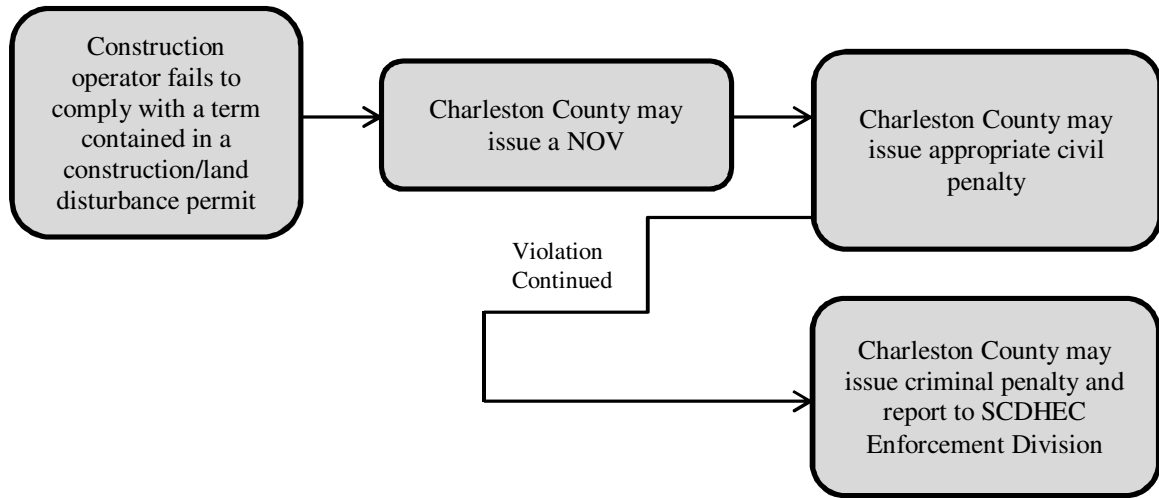 Construction
operator fails to
comply with a term
contained in a
construction/land
disturbance permit
Charleston County may
issue a NOV
Charleston County may
issue appropriate civil
penalty
Violation
Continued
Charleston County may
issue criminal penalty and
report to SCDHEC
Enforcement Division